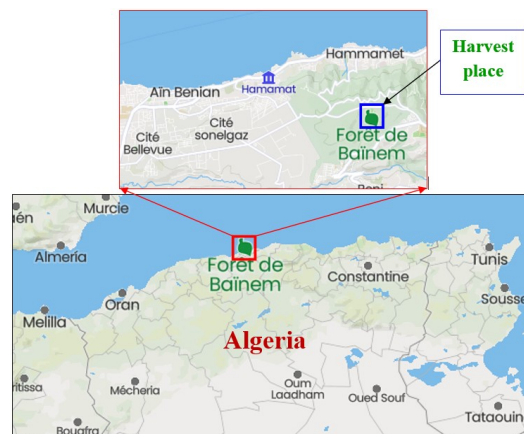 Hammamet
Harvest
place
Hamamat
Aïn Benian
Cité
Bellevue
Cité
sonelgaz
Forêt de
Baïnem
Murcie
Almería
Forêt de
Baïnem
Tunis
Constantine
Sousse
Oran
Melilla
Algeria
Mécheria
Oum
Laadham
Oued Souf
Tataouin